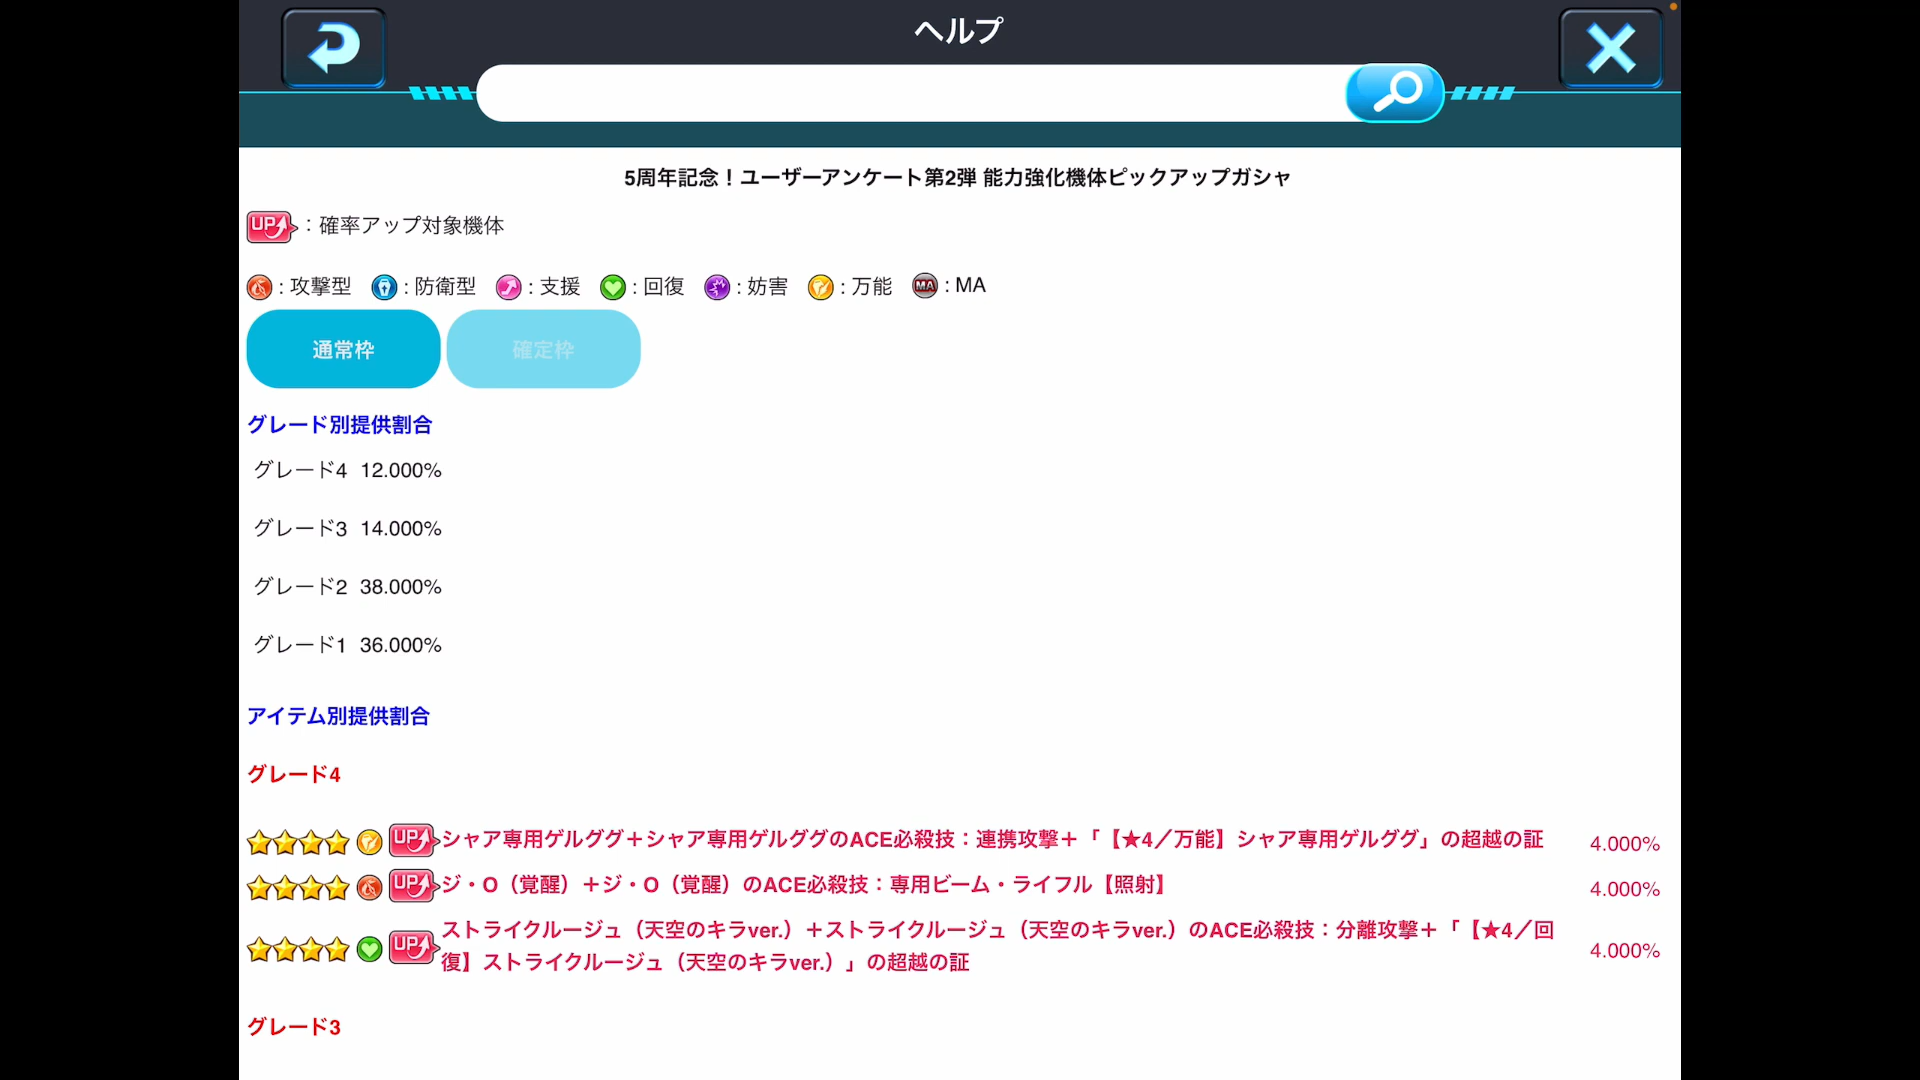 ヘルプ
5周年記念！ユーザーアンケート第2弾 能力強化機体ピックアップガシャ
UP：確率アップ対象機体
：攻撃型 ：防衛型 ：支援 ：回復 ：妨害 ：万能 MA：MA
通常枠 確定枠
グレード別提供割合
グレード4 12.000%
グレード3 14.000%
グレード2 38.000%
グレード1 36.000%
アイテム別提供割合
グレード4
UP シャア専用ゲルググ＋シャア専用ゲルググのACE必殺技：連携攻撃＋「【★4／万能】シャア専用ゲルググ」の超越の証 4.000%
UP ジ・O（覚醒）＋ジ・O（覚醒）のACE必殺技：専用ビーム・ライフル【照射】 4.000%
UP ストライクルージュ（天空のキラver.）＋ストライクルージュ（天空のキラver.）のACE必殺技：分離攻撃＋「【★4／回
復】ストライクルージュ（天空のキラver.）」の超越の証 4.000%
グレード3